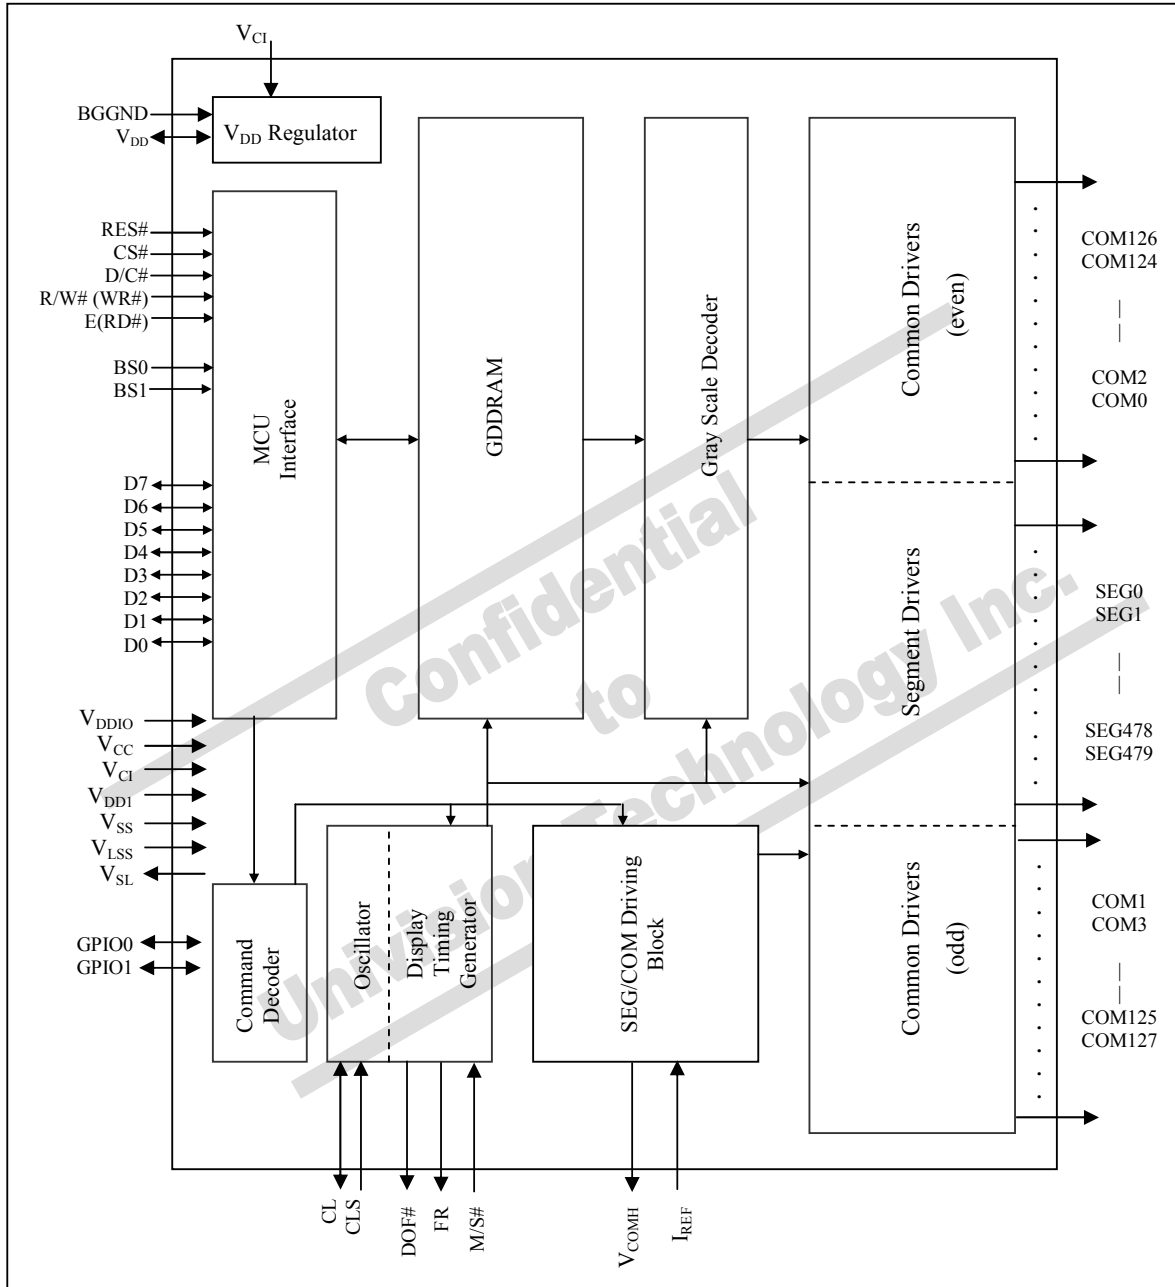 VCI
BGGND
VDD
VDD Regulator
RES#
CS#
D/C#
R/W# (WR#)
E(RD#)
BS0
BS1
D7
D6
D5
D4
D3
D2
D1
D0
MCU
Interface
GDDRAM
Gray Scale Decoder
Common Drivers
(even)
Segment Drivers
Common Drivers
(odd)
COM126
COM124
|
|
COM2
COM0
SEG0
SEG1
|
|
SEG478
SEG479
COM1
COM3
|
|
COM125
COM127
VDDIO
VCC
VCI
VDD1
VSS
VLSS
VSL
GPIO0
GPIO1
Command
Decoder
Oscillator
Display
Timing
Generator
SEG/COM Driving
Block
CL
CLS
DOF#
FR
M/S#
VCOMH
IREF
Confidential
to
Univision Technology Inc.